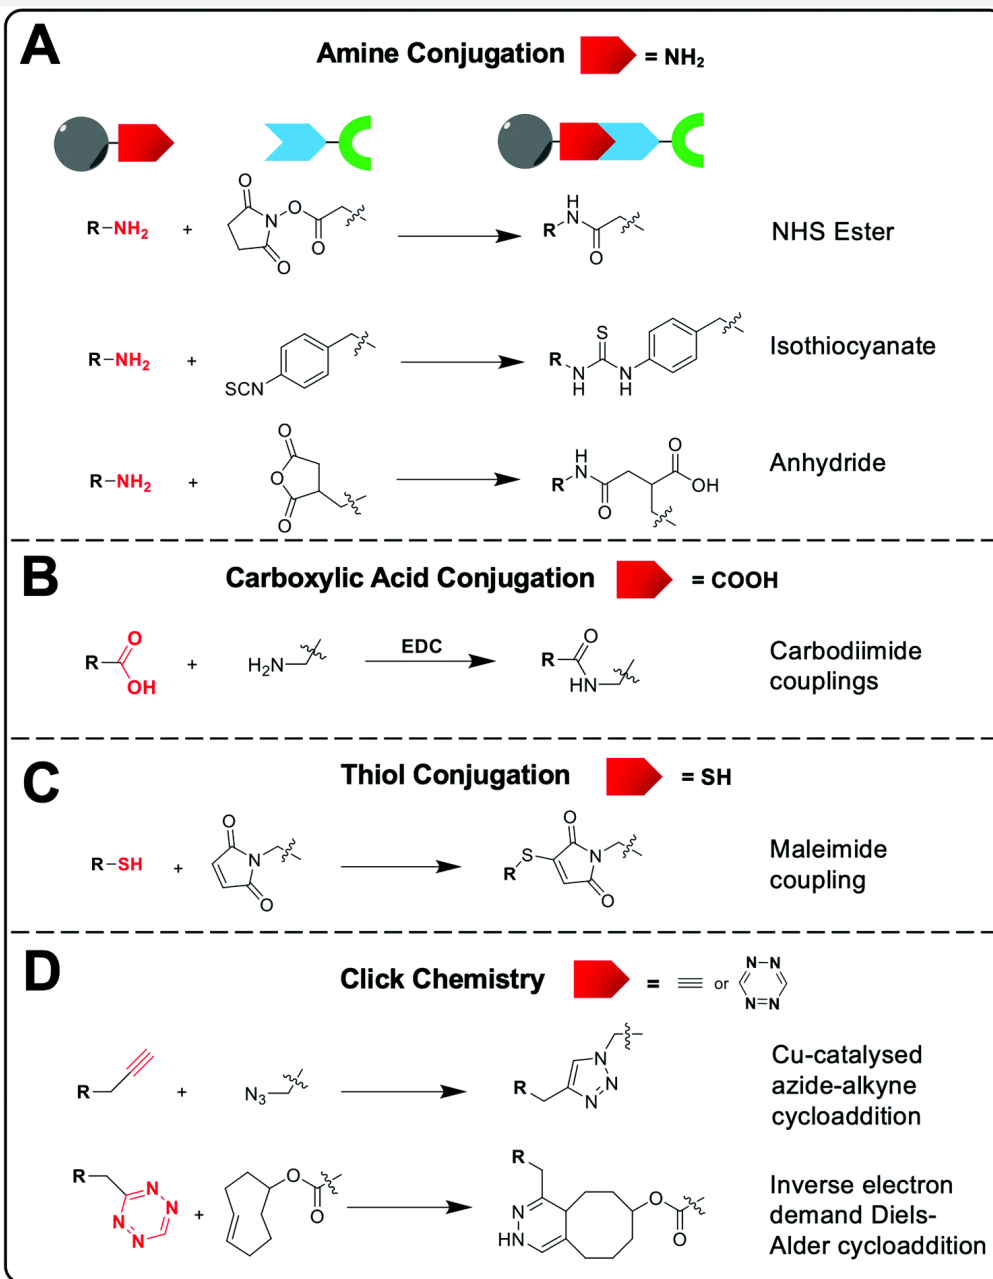 A
Amine Conjugation = NH₂
R–NH₂ + O N O O O R H N O NHS Ester
R–NH₂ + SCN R N H S N H Isothiocyanate
R–NH₂ + O O O R H N O O OH Anhydride
B
Carboxylic Acid Conjugation = COOH
R O OH + H₂N EDC R O HN Carbodiimide
couplings
C
Thiol Conjugation = SH
R–SH + O N O R S O N O Maleimide
coupling
D
Click Chemistry = or N N N N
R + N₃ R N N N Cu-catalysed
azide-alkyne
cycloaddition
R N N N N + O O R N HN O O Inverse electron
demand Diels-
Alder cycloaddition